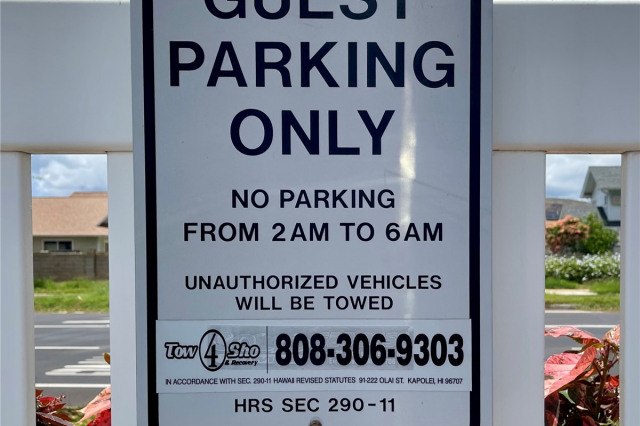 GUEST
PARKING
ONLY
NO PARKING
FROM 2AM TO 6AM
UNAUTHORIZED VEHICLES
WILL BE TOWED
Tow 4 Sho
& Recovery
808-306-9303
IN ACCORDANCE WITH SEC. 290-11 HAWAII REVISED STATUTES 91-222 OLAI ST. KAPOLEI, HI 96707
HRS SEC 290-11